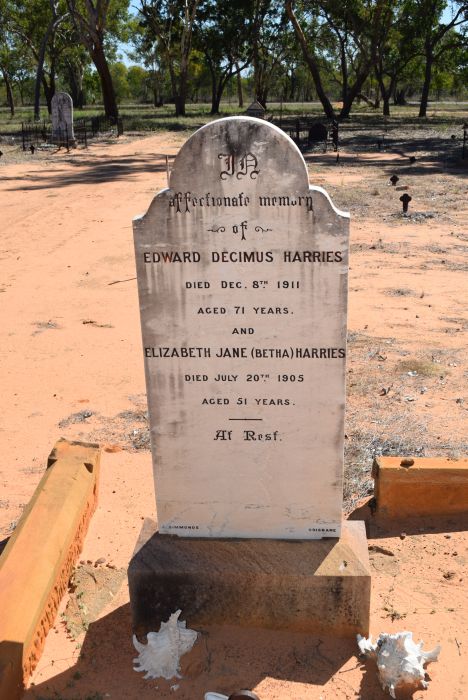 IN
affectionate memory
of
EDWARD DECIMUS HARRIES
DIED DEC. 8TH 1911
AGED 71 YEARS.
AND
ELIZABETH JANE (BETHA) HARRIES
DIED JULY 20TH 1905
AGED 51 YEARS.
At Rest.
SIMMONDS BRISBANE